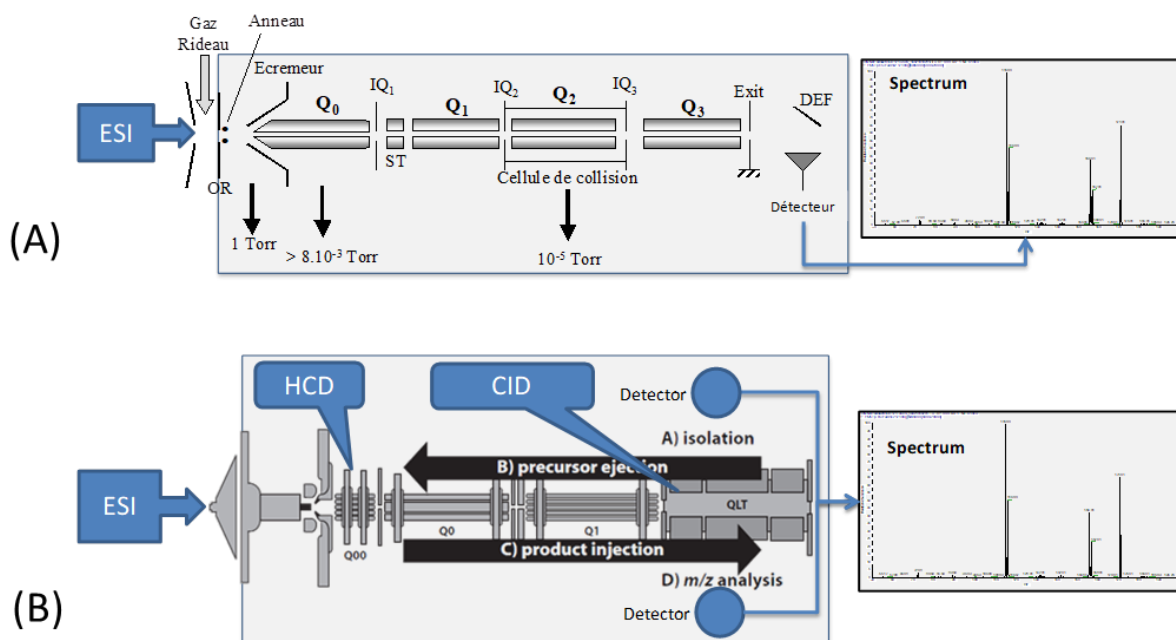 Gaz
Rideau
Anneau
Ecremeur
IQ1
IQ2
IQ3
Exit
DEF
Q0
Q1
Q2
Q3
ESI
ST
OR
Cellule de collision
Détecteur
1 Torr
> 8.10-3 Torr
10-5 Torr
(A)
Spectrum
HCD
CID
Detector
A) isolation
B) precursor ejection
ESI
QLT
Q00
Q0
Q1
C) product injection
D) m/z analysis
Detector
(B)
Spectrum